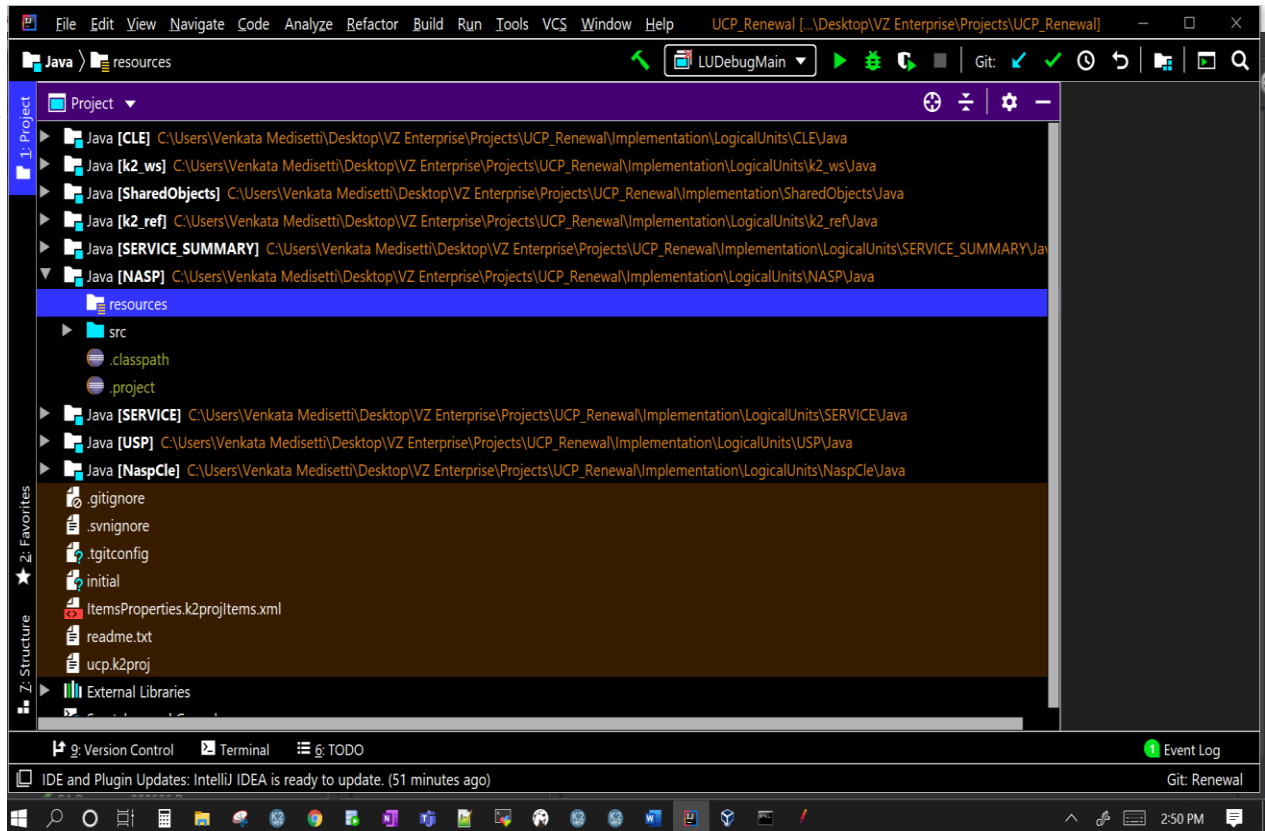 File Edit View Navigate Code Analyze Refactor Build Run Tools VCS Window Help UCP_Renewal [...\Desktop\VZ Enterprise\Projects\UCP_Renewal]
Java resources LUDebugMain Git:
1: Project
Project
Java [CLE] C:\Users\Venkata Medisetti\Desktop\VZ Enterprise\Projects\UCP_Renewal\Implementation\LogicalUnits\CLE\Java
Java [k2_ws] C:\Users\Venkata Medisetti\Desktop\VZ Enterprise\Projects\UCP_Renewal\Implementation\LogicalUnits\k2_ws\Java
Java [SharedObjects] C:\Users\Venkata Medisetti\Desktop\VZ Enterprise\Projects\UCP_Renewal\Implementation\SharedObjects\Java
Java [k2_ref] C:\Users\Venkata Medisetti\Desktop\VZ Enterprise\Projects\UCP_Renewal\Implementation\LogicalUnits\k2_ref\Java
Java [SERVICE_SUMMARY] C:\Users\Venkata Medisetti\Desktop\VZ Enterprise\Projects\UCP_Renewal\Implementation\LogicalUnits\SERVICE_SUMMARY\Jav
Java [NASP] C:\Users\Venkata Medisetti\Desktop\VZ Enterprise\Projects\UCP_Renewal\Implementation\LogicalUnits\NASP\Java
resources
src
.classpath
.project
Java [SERVICE] C:\Users\Venkata Medisetti\Desktop\VZ Enterprise\Projects\UCP_Renewal\Implementation\LogicalUnits\SERVICE\Java
Java [USP] C:\Users\Venkata Medisetti\Desktop\VZ Enterprise\Projects\UCP_Renewal\Implementation\LogicalUnits\USP\Java
Java [NaspCle] C:\Users\Venkata Medisetti\Desktop\VZ Enterprise\Projects\UCP_Renewal\Implementation\LogicalUnits\NaspCle\Java
.gitignore
.svnignore
.tgitconfig
initial
ItemsProperties.k2projItems.xml
readme.txt
ucp.k2proj
External Libraries
2: Favorites
Z: Structure
9: Version Control Terminal 6: TODO 1 Event Log
IDE and Plugin Updates: IntelliJ IDEA is ready to update. (51 minutes ago) Git: Renewal
2:50 PM